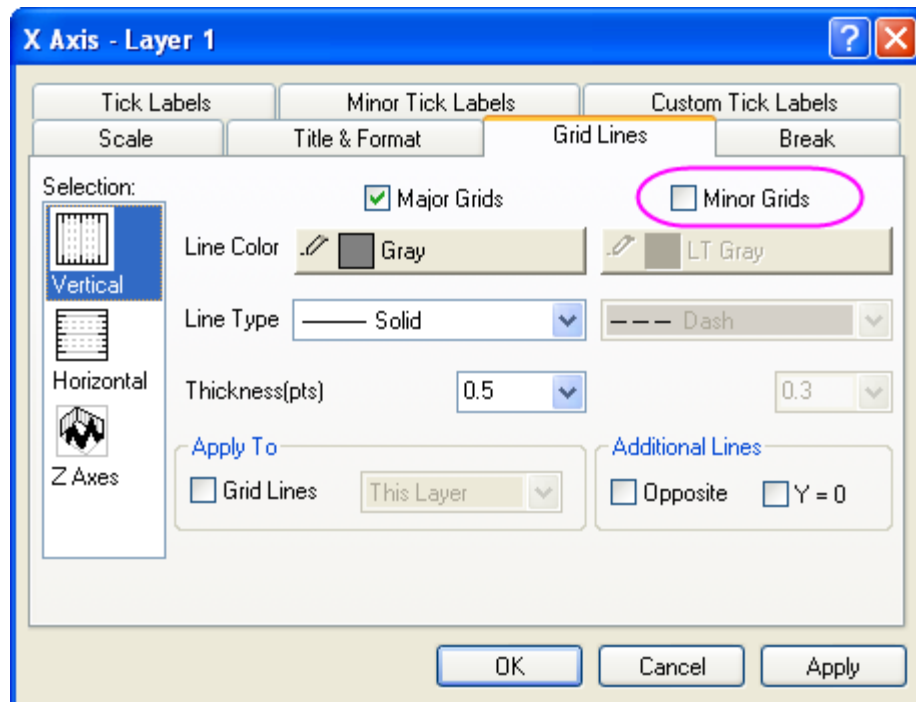 X Axis - Layer 1
Tick Labels Minor Tick Labels Custom Tick Labels
Scale Title & Format Grid Lines Break
Selection: Major Grids Minor Grids
Line Color Gray LT Gray
Vertical
Line Type Solid Dash
Horizontal
Thickness(pts) 0.5 0.3
Apply To Additional Lines
Z Axes
Grid Lines This Layer Opposite Y = 0
OK Cancel Apply